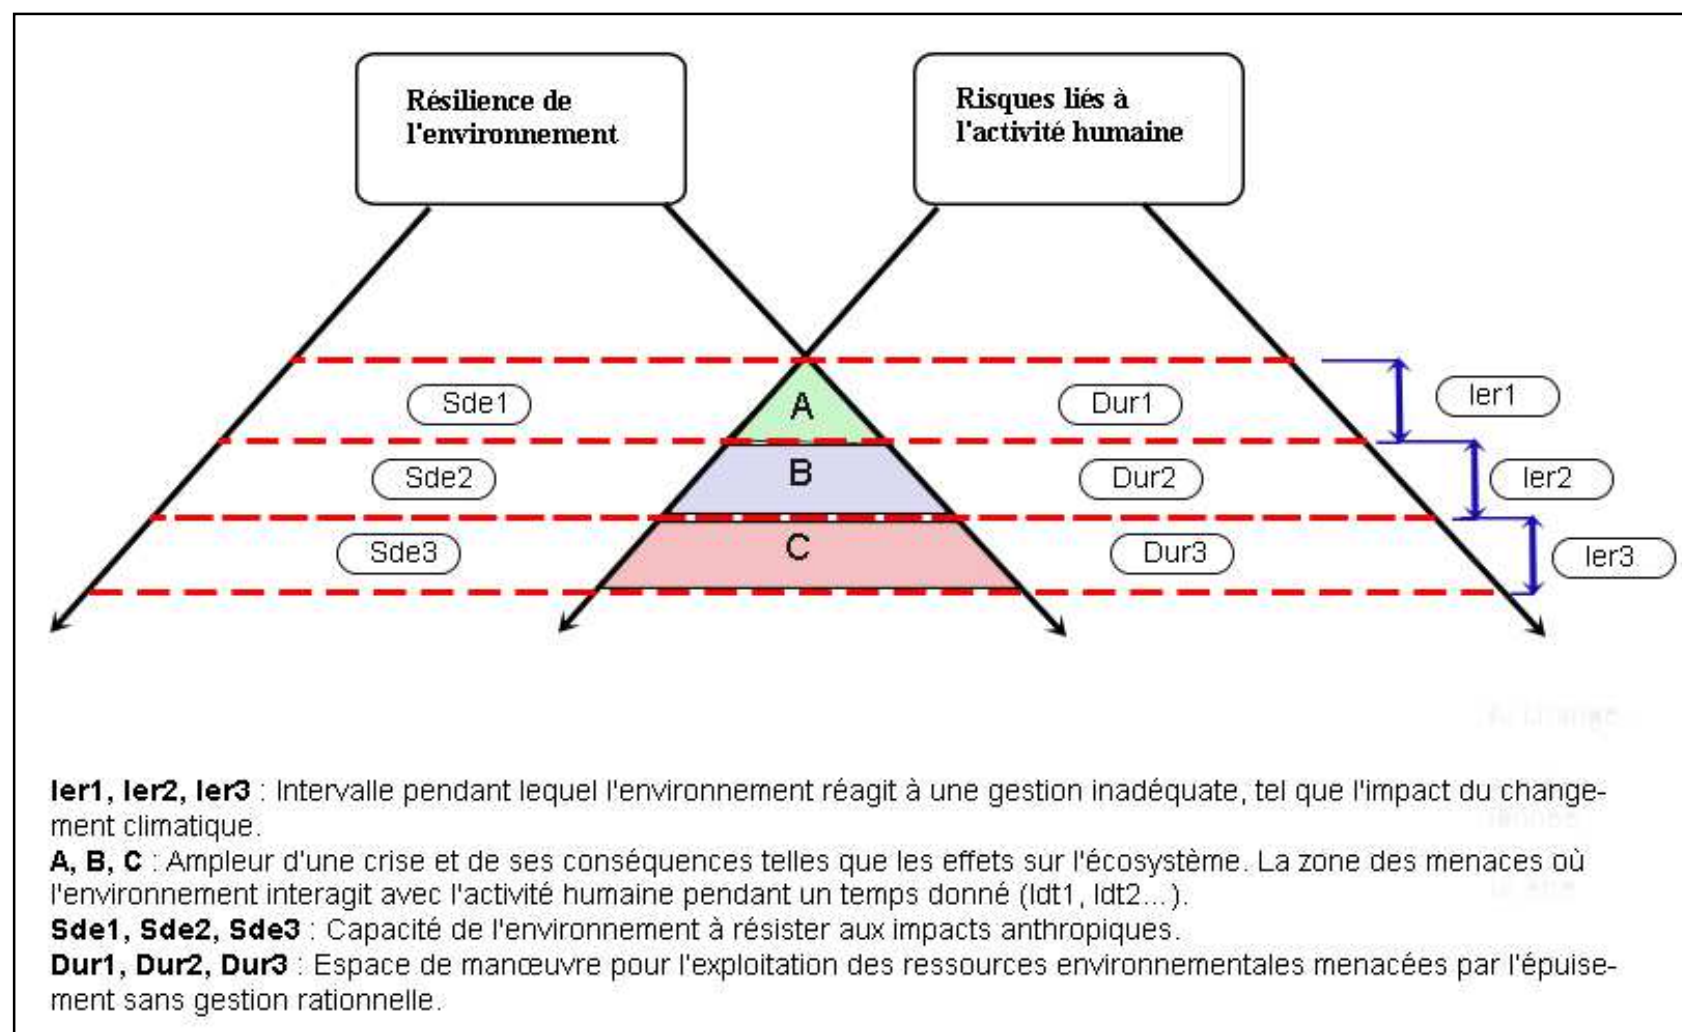 Résilience de
l'environnement
Risques liés à
l'activité humaine
Sde1
A
Dur1
Ier1
Sde2
B
Dur2
Ier2
Sde3
C
Dur3
Ier3
Ier1, Ier2, Ier3 : Intervalle pendant lequel l'environnement réagit à une gestion inadéquate, tel que l'impact du change-
ment climatique.
A, B, C : Ampleur d'une crise et de ses conséquences telles que les effets sur l'écosystème. La zone des menaces où
l'environnement interagit avec l'activité humaine pendant un temps donné (Idt1, Idt2...).
Sde1, Sde2, Sde3 : Capacité de l'environnement à résister aux impacts anthropiques.
Dur1, Dur2, Dur3 : Espace de manœuvre pour l'exploitation des ressources environnementales menacées par l'épuise-
ment sans gestion rationnelle.